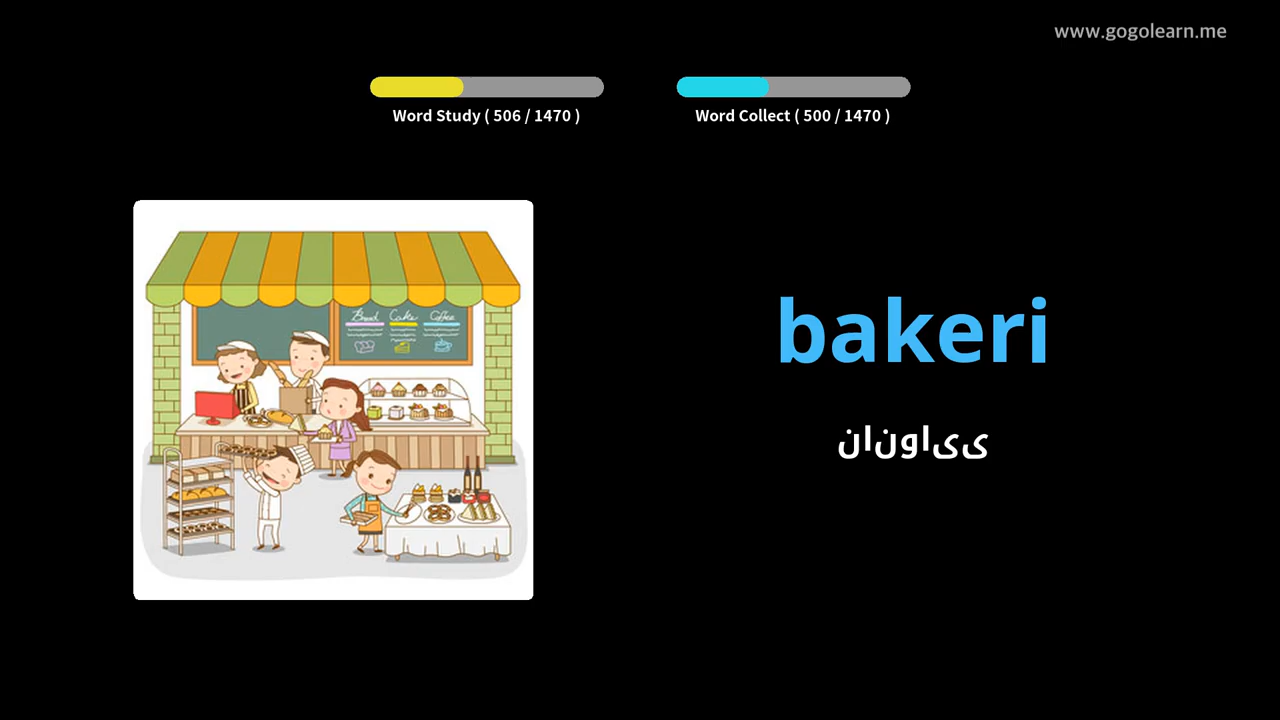 www.gogolearn.me
Word Study ( 506 / 1470 )
Word Collect ( 500 / 1470 )
Bread Cake Coffee
bakeri
نانوایی